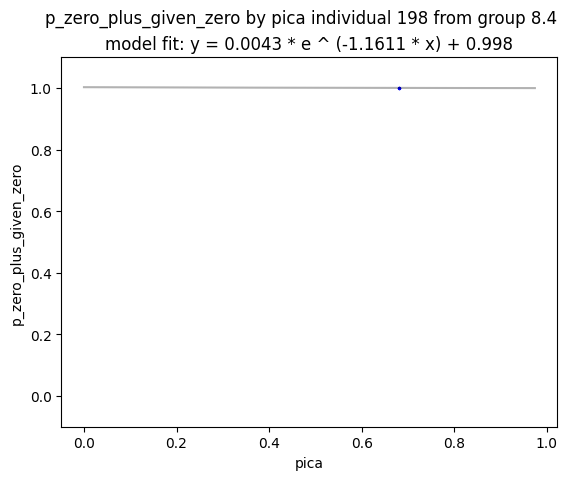 p_zero_plus_given_zero by pica individual 198 from group 8.4
model fit: y = 0.0043 * e ^ (-1.1611 * x) + 0.998
1.0
0.8
0.6
0.4
0.2
0.0
p_zero_plus_given_zero
0.0 0.2 0.4 0.6 0.8 1.0
pica